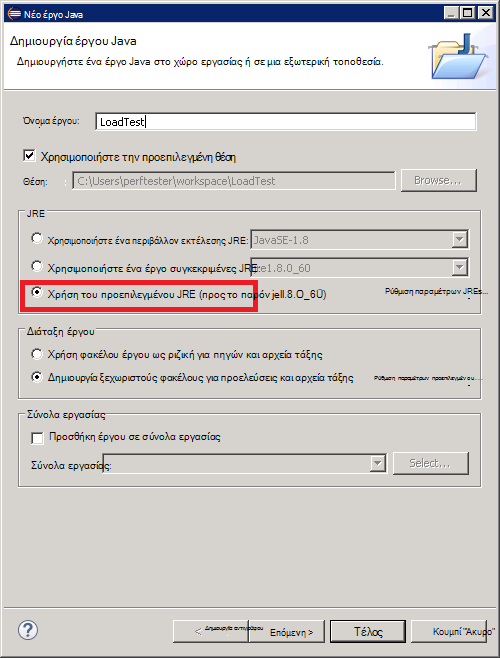 Νέο έργο Java
Δημιουργία έργου Java
Δημιουργήστε ένα έργο Java στο χώρο εργασίας ή σε μια εξωτερική τοποθεσία.
Όνομα έργου: LoadTest
Χρησιμοποιήστε την προεπιλεγμένη θέση
Θέση: : C:\Users\perftester\workspace\LoadTest Browse...
JRE
Χρησιμοποιήστε ένα περιβάλλον εκτέλεσης JRE: JavaSE-1.8
Χρησιμοποιήστε ένα έργο συγκεκριμένες JRE: re1.8.0_60
Χρήση του προεπιλεγμένου JRE (προς το παρόν jell.8.0_60) Ρύθμιση παραμέτρων JREs...
Διάταξη έργου
Χρήση φακέλου έργου ως ριζική για πηγών και αρχεία τάξης
Δημιουργία ξεχωριστούς φακέλους για προελεύσεις και αρχεία τάξης Ρύθμιση παραμέτρων προεπιλεγμένου....
Σύνολα εργασίας
Προσθήκη έργου σε σύνολα εργασίας
Σύνολα εργασίας: Select...
< Δημιουργία αντιγράφου Επόμενη > Τέλος Κουμπί "Άκυρο"